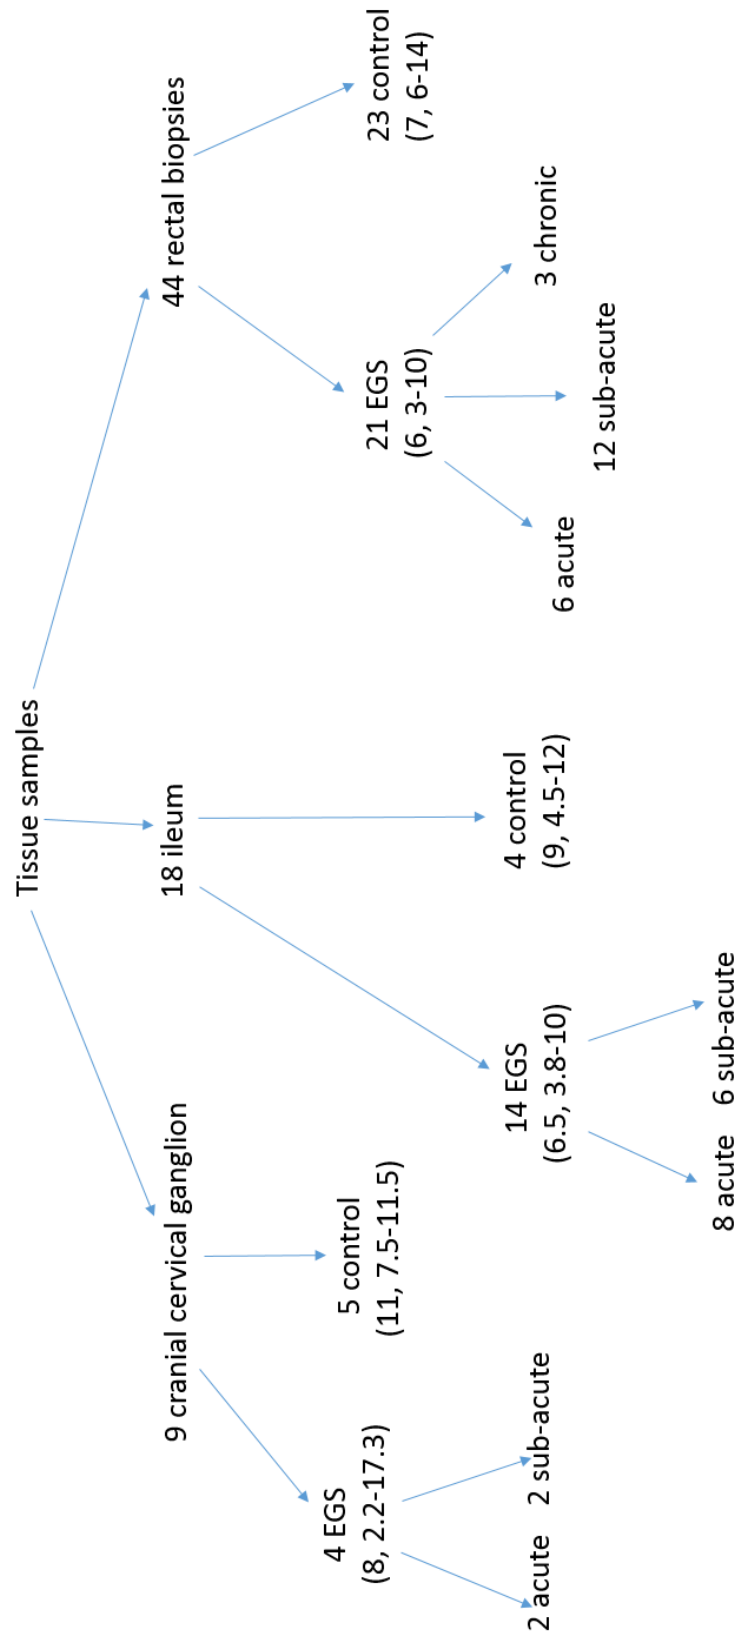 Tissue samples
9 cranial cervical ganglion
18 ileum
44 rectal biopsies
4 EGS
(8, 2.2-17.3)
5 control
(11, 7.5-11.5)
14 EGS
(6.5, 3.8-10)
4 control
(9, 4.5-12)
21 EGS
(6, 3-10)
23 control
(7, 6-14)
2 acute
2 sub-acute
8 acute
6 sub-acute
6 acute
12 sub-acute
3 chronic